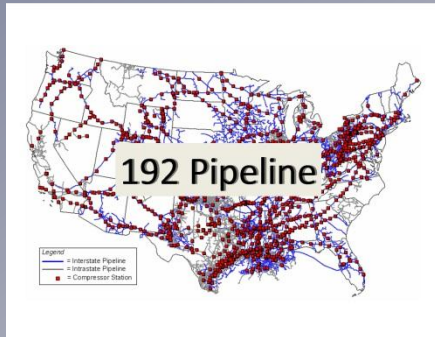 192 Pipeline
Legend
= Interstate Pipeline
= Intrastate Pipeline
= Compressor Station